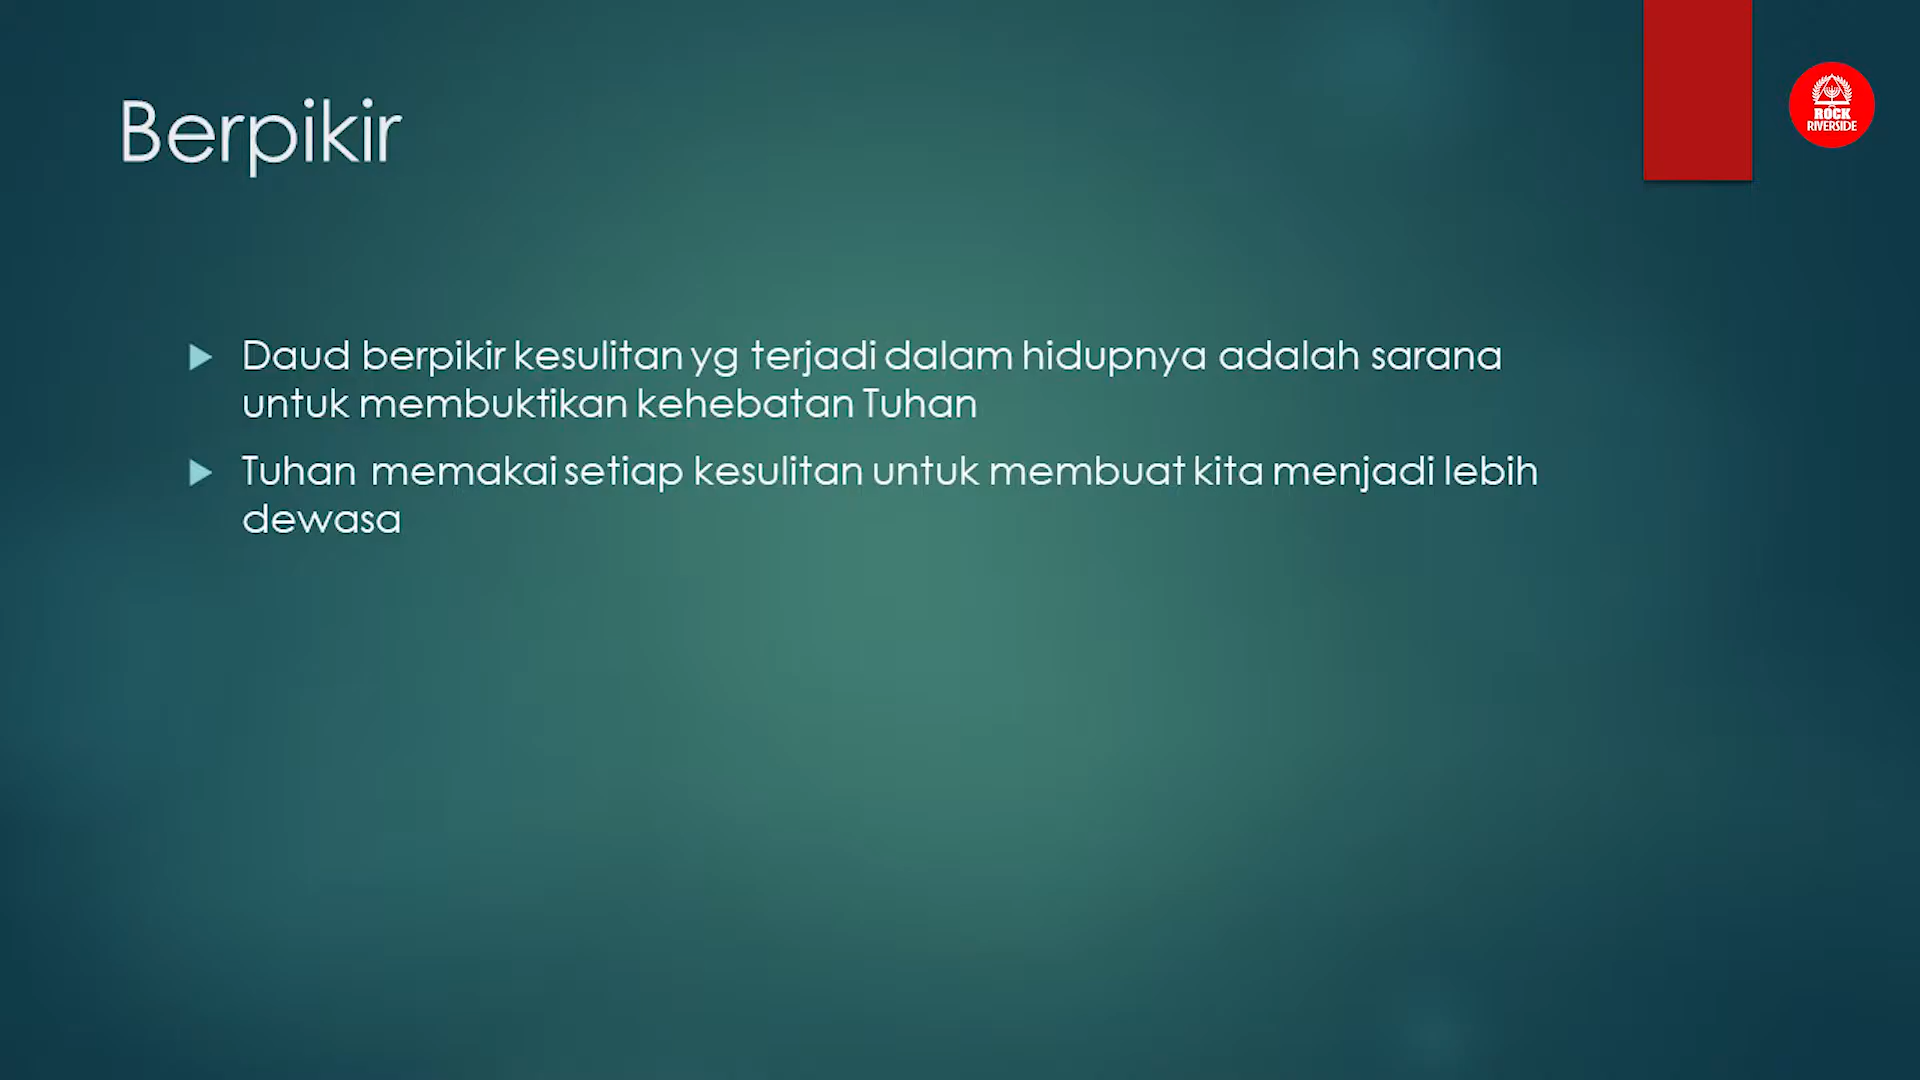 Berpikir
ROCK
RIVERSIDE
Daud berpikir kesulitan yg terjadi dalam hidupnya adalah sarana
untuk membuktikan kehebatan Tuhan
Tuhan memakai setiap kesulitan untuk membuat kita menjadi lebih
dewasa